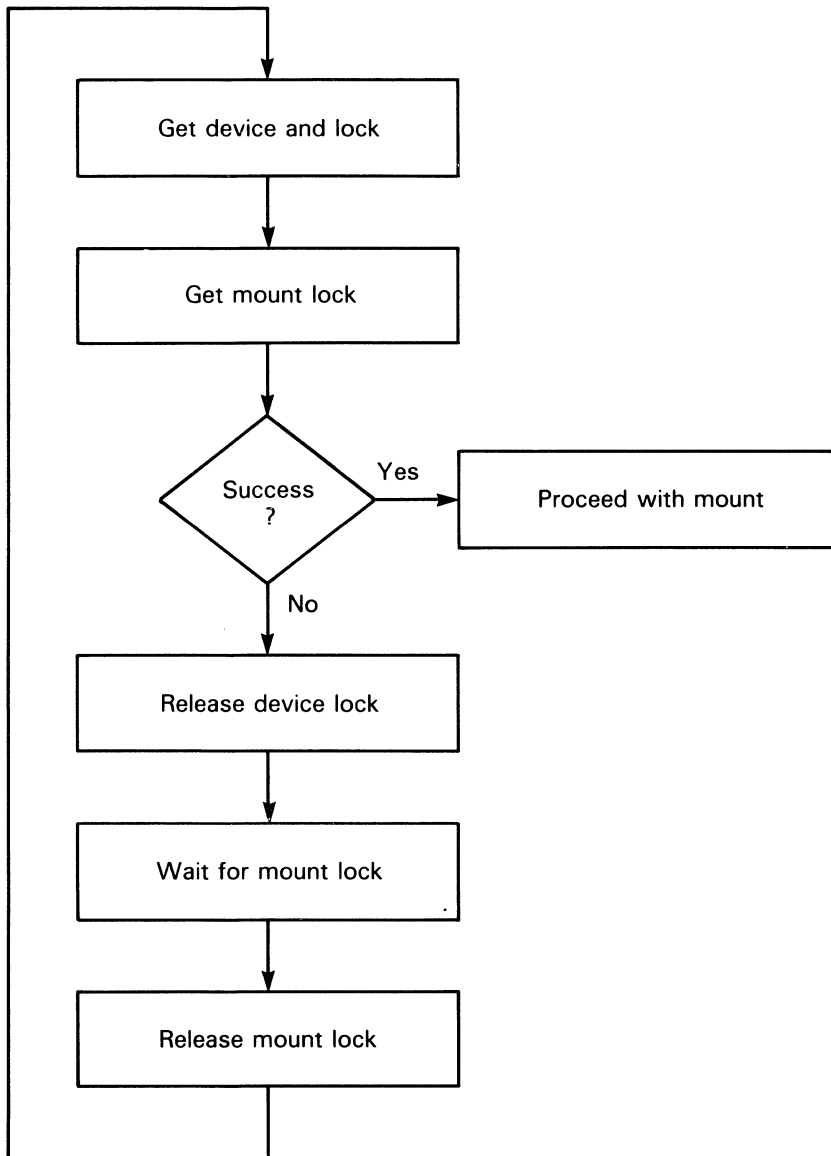 Get device and lock
Get mount lock
Success
?
Yes
Proceed with mount
No
Release device lock
Wait for mount lock
Release mount lock